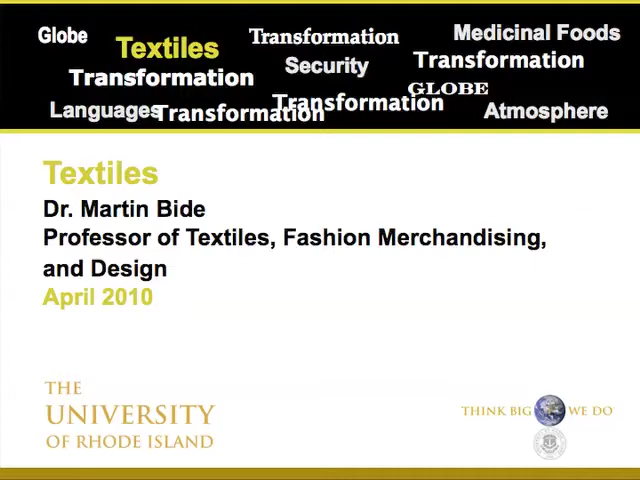 Globe
Textiles
Transformation
Medicinal Foods
Transformation
Security
Transformation
GLOBE
Languages
Transformation
Transformation
Atmosphere
Textiles
Dr. Martin Bide
Professor of Textiles, Fashion Merchandising,
and Design
April 2010
THE
UNIVERSITY
OF RHODE ISLAND
THINK BIG WE DO